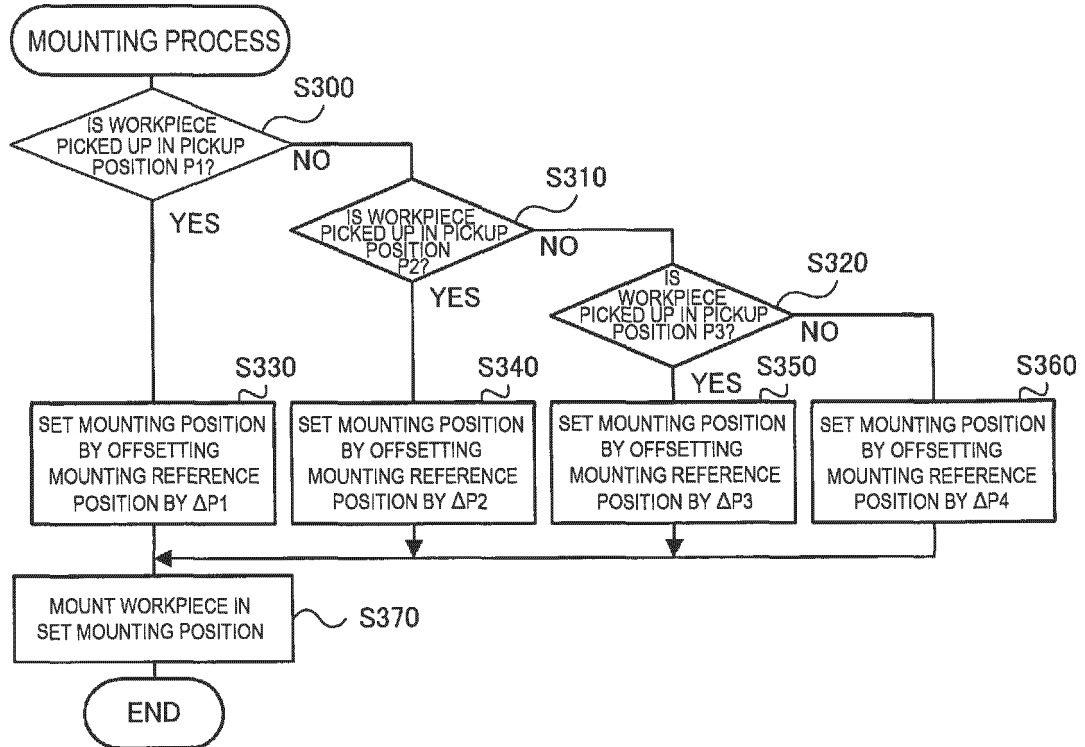 MOUNTING PROCESS
S300
IS WORKPIECE
PICKED UP IN PICKUP
POSITION P1?
NO
YES
S310
IS WORKPIECE
PICKED UP IN PICKUP
POSITION
P2?
NO
YES
S320
IS
WORKPIECE
PICKED UP IN PICKUP
POSITION P3?
NO
YES
S330
SET MOUNTING POSITION
BY OFFSETTING
MOUNTING REFERENCE
POSITION BY ΔP1
S340
SET MOUNTING POSITION
BY OFFSETTING
MOUNTING REFERENCE
POSITION BY ΔP2
S350
SET MOUNTING POSITION
BY OFFSETTING
MOUNTING REFERENCE
POSITION BY ΔP3
S360
SET MOUNTING POSITION
BY OFFSETTING
MOUNTING REFERENCE
POSITION BY ΔP4
MOUNT WORKPIECE IN
SET MOUNTING POSITION
S370
END